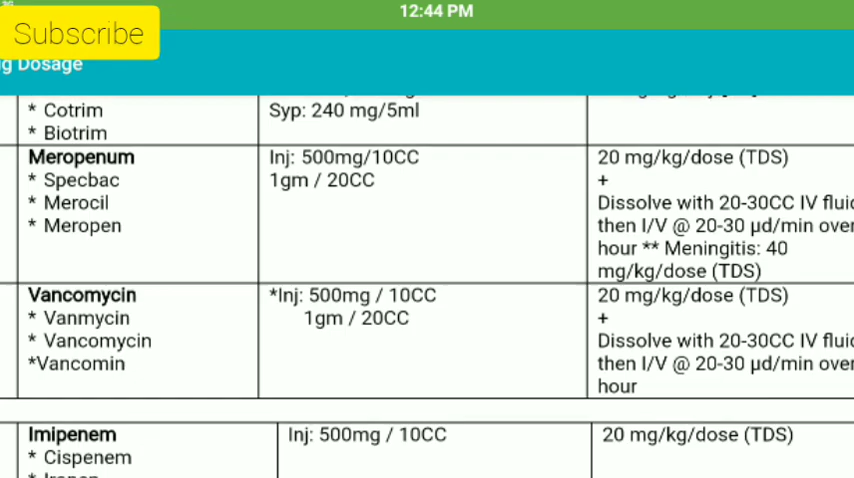 3G
12:44 PM
Subscribe
g Dosage
* Cotrim
* Biotrim
Syp: 240 mg/5ml
Meropenum
* Specbac
* Merocil
* Meropen
Inj: 500mg/10CC
1gm / 20CC
20 mg/kg/dose (TDS)
+
Dissolve with 20-30CC IV fluid
then I/V @ 20-30 µd/min over
hour ** Meningitis: 40
mg/kg/dose (TDS)
Vancomycin
* Vanmycin
* Vancomycin
*Vancomin
*Inj: 500mg / 10CC
1gm / 20CC
20 mg/kg/dose (TDS)
+
Dissolve with 20-30CC IV fluid
then I/V @ 20-30 µd/min over
hour
Imipenem
* Cispenem
Inj: 500mg / 10CC
20 mg/kg/dose (TDS)